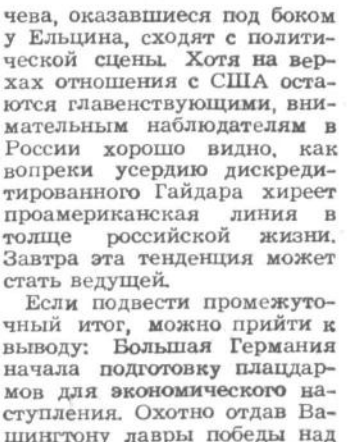 чева, оказавшиеся под боком
у Ельцина, сходят с полити-
ческой сцены. Хотя на вер-
хах отношения с США оста-
ются главенствующими, вни-
мательным наблюдателям в
России хорошо видно, как
вопреки усердию дискреди-
тированного Гайдара хиреет
проамериканская линия в
толще российской жизни.
Завтра эта тенденция может
стать ведущей.
Если подвести промежуто-
чный итог, можно прийти к
выводу: Большая Германия
начала подготовку плацдар-
мов для экономического на-
ступления. Охотно отдав Ва-
шингтону лавры победы над